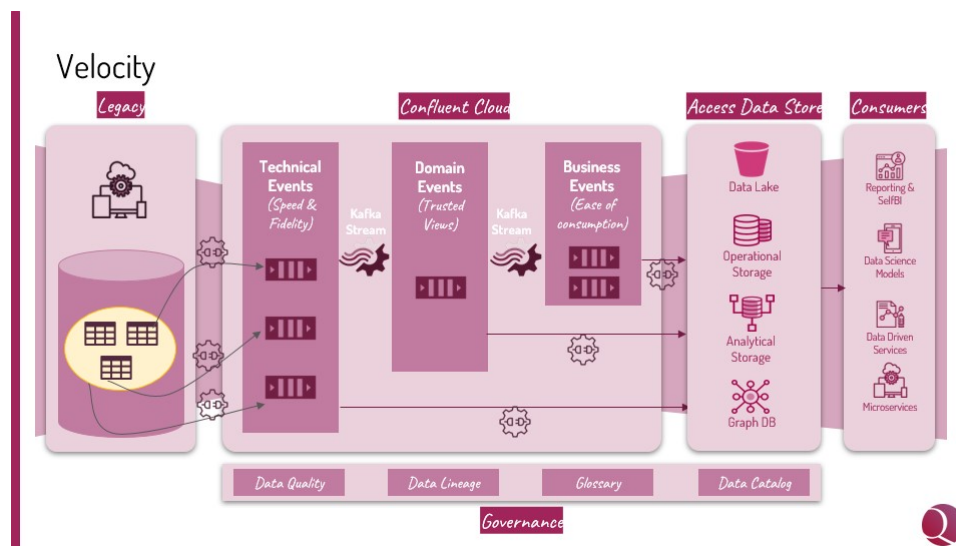 Velocity
Legacy
Confluent Cloud
Access Data Store
Consumers
Technical
Events
(Speed &
Fidelity)
Kafka
Stream
Domain
Events
(Trusted
Views)
Kafka
Stream
Business
Events
(Ease of
consumption)
Data Lake
Operational
Storage
Analytical
Storage
Graph DB
Reporting &
SelfBI
Data Science
Models
Data Driven
Services
Microservices
Data Quality
Data Lineage
Glossary
Data Catalog
Governance
Q